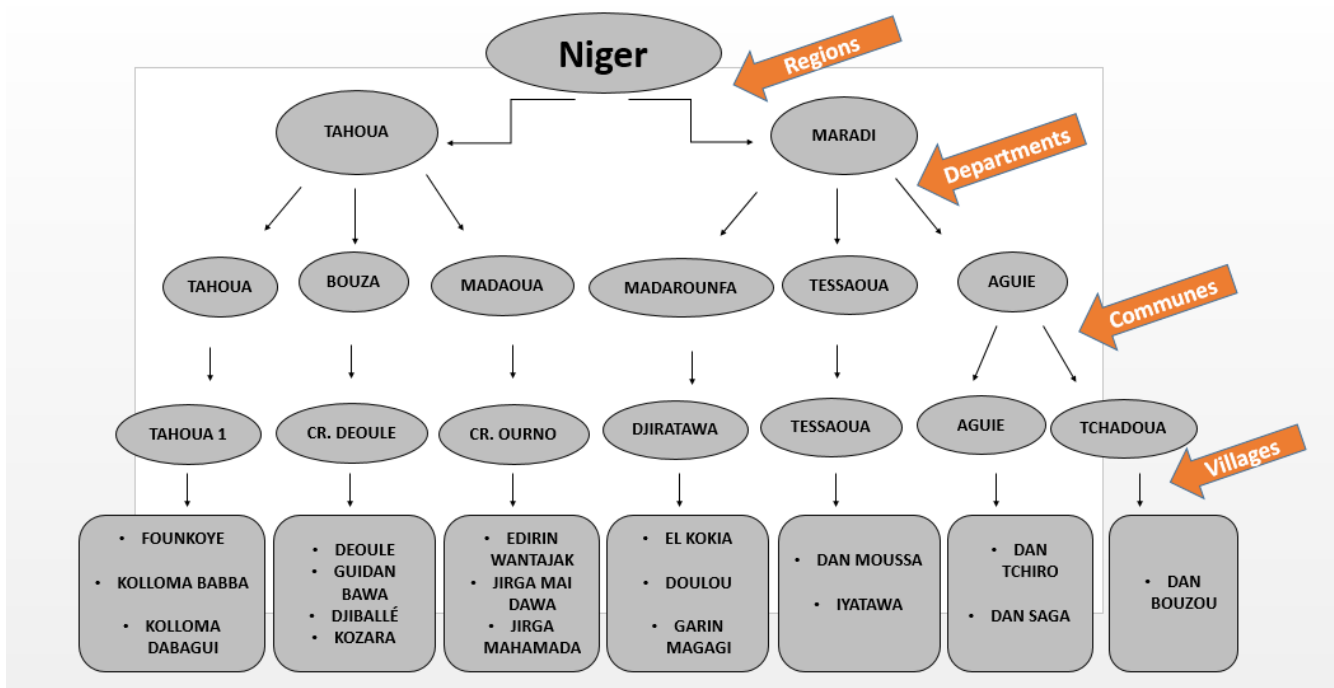 Niger
Regions
TAHOUA
MARADI
Departments
TAHOUA
BOUZA
MADAOUA
MADAROUNFA
TESSAOUA
AGUIE
Communes
TAHOUA 1
CR. DEOULE
CR. OURNO
DJIRATAWA
TESSAOUA
AGUIE
TCHADOUA
Villages
• FOUNKOYE
• KOLLOMA BABBA
• KOLLOMA
DABAGUI
• DEOULE
• GUIDAN
BAWA
• DJIBALLÉ
• KOZARA
• EDIRIN
WANTAJAK
• JIRGA MAI
DAWA
• JIRGA
MAHAMADA
• EL KOKIA
• DOULOU
• GARIN
MAGAGI
• DAN MOUSSA
• IYATAWA
• DAN
TCHIRO
• DAN SAGA
• DAN
BOUZOU